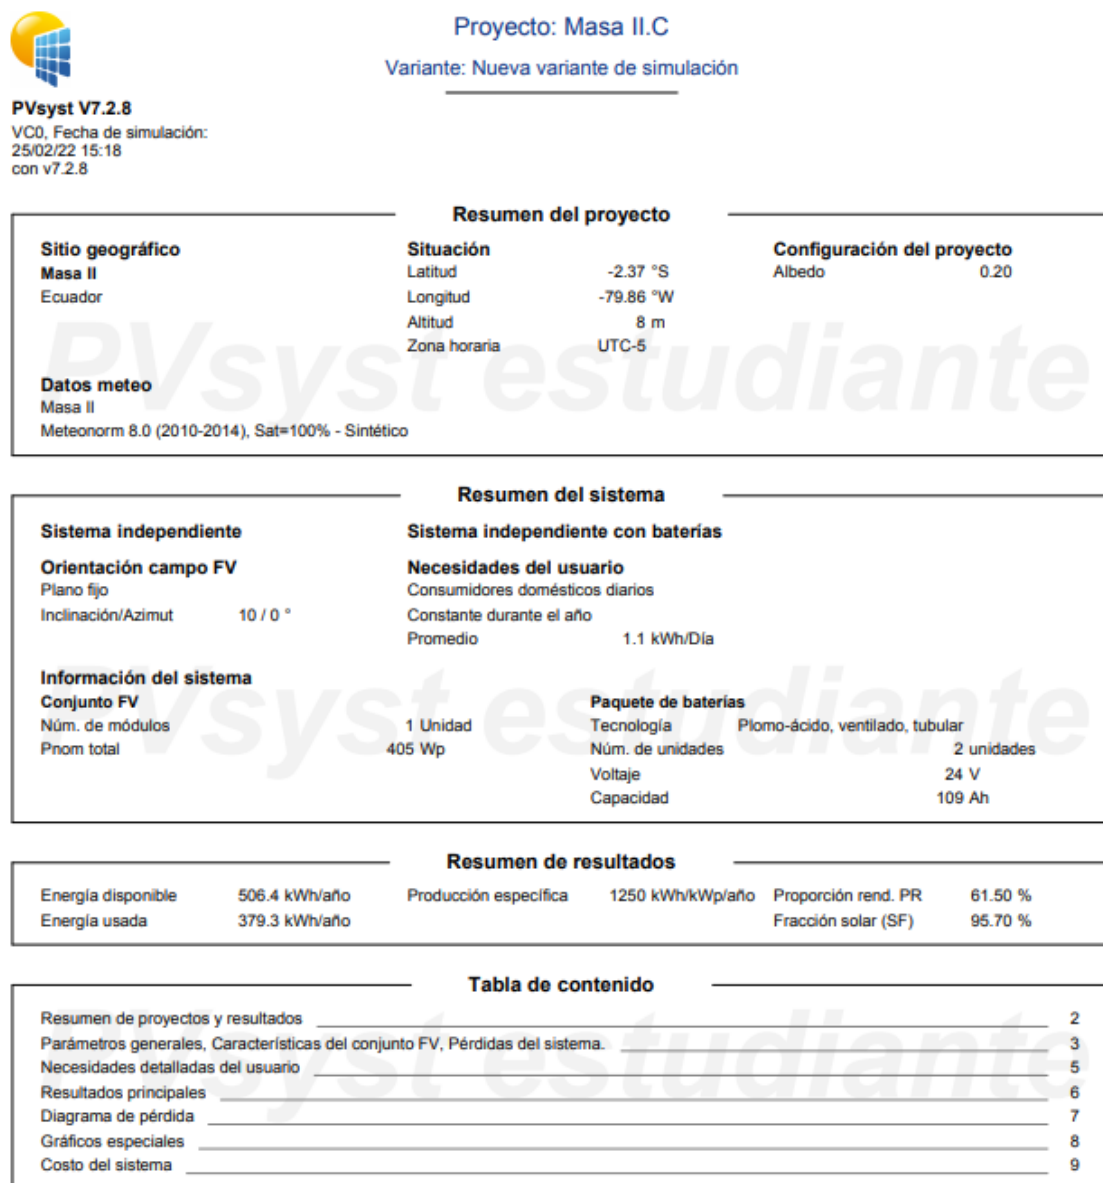 Proyecto: Masa II.C
Variante: Nueva variante de simulación
PVsyst V7.2.8
VC0, Fecha de simulación:
25/02/22 15:18
con v7.2.8
Resumen del proyecto
Sitio geográfico Situación Configuración del proyecto
Masa II Latitud -2.37 °S Albedo 0.20
Ecuador Longitud -79.86 °W
Altitud 8 m
Zona horaria UTC-5
PVsyst estudiante
Datos meteo
Masa II
Meteonorm 8.0 (2010-2014), Sat=100% - Sintético
Resumen del sistema
Sistema independiente Sistema independiente con baterías
Orientación campo FV Necesidades del usuario
Plano fijo Consumidores domésticos diarios
Inclinación/Azimut 10 / 0 ° Constante durante el año
Promedio 1.1 kWh/Día
Información del sistema
Conjunto FV Paquete de baterías
Núm. de módulos 1 Unidad Tecnología Plomo-ácido, ventilado, tubular
Pnom total 405 Wp Núm. de unidades 2 unidades
PVsyst estudiante
Voltaje 24 V
Capacidad 109 Ah
Resumen de resultados
Energía disponible 506.4 kWh/año Producción específica 1250 kWh/kWp/año Proporción rend. PR 61.50 %
Energía usada 379.3 kWh/año Fracción solar (SF) 95.70 %
Tabla de contenido
Resumen de proyectos y resultados 2
Parámetros generales, Características del conjunto FV, Pérdidas del sistema. 3
Necesidades detalladas del usuario 5
PVsyst estudiante
Resultados principales 6
Diagrama de pérdida 7
Gráficos especiales 8
Costo del sistema 9